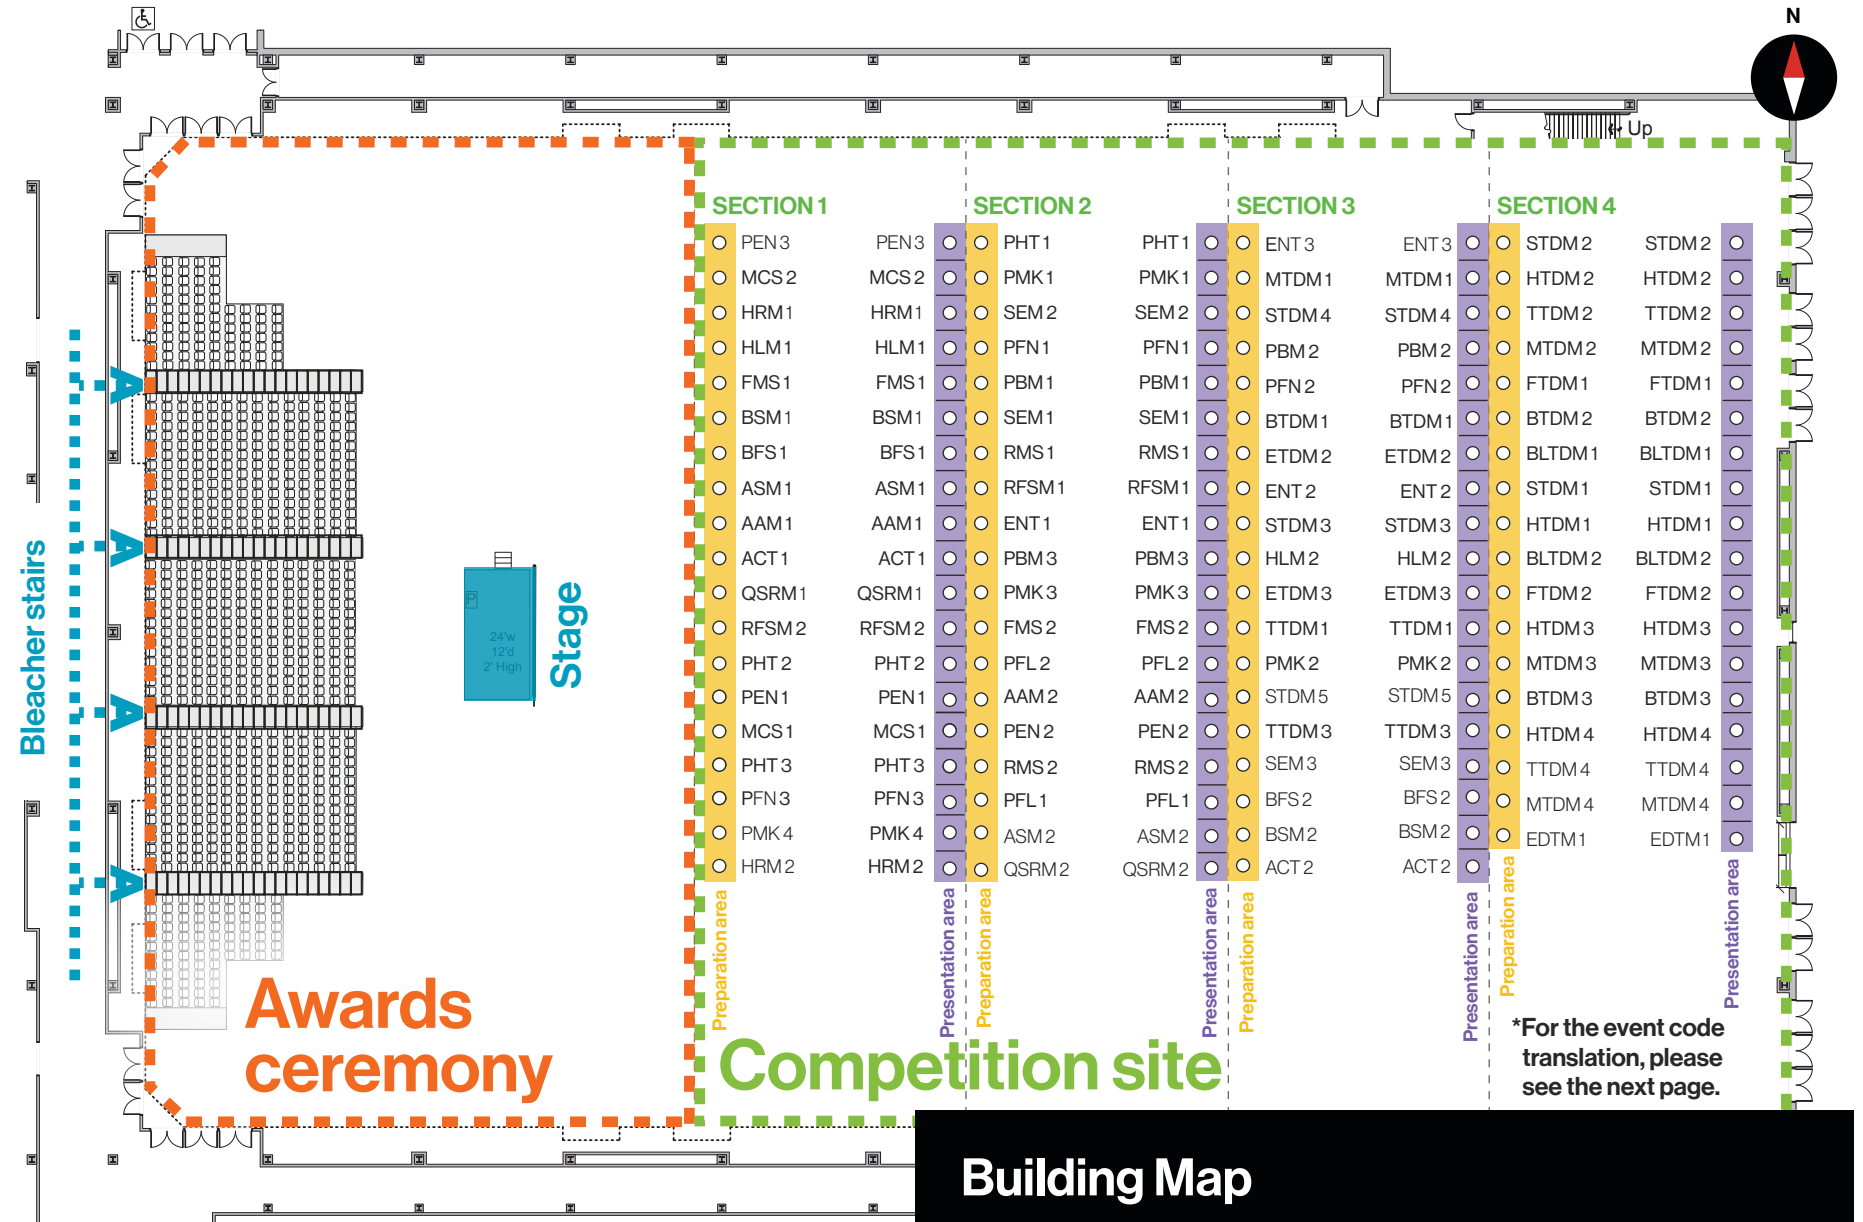 N
Up
SECTION 1
SECTION 2
SECTION 3
SECTION 4
PEN 3 PEN 3 PHT 1 PHT 1 ENT 3 ENT 3 STDM 2 STDM 2
MCS 2 MCS 2 PMK 1 PMK 1 MTDM 1 MTDM 1 HTDM 2 HTDM 2
HRM 1 HRM 1 SEM 2 SEM 2 STDM 4 STDM 4 TTDM 2 TTDM 2
HLM 1 HLM 1 PFN 1 PFN 1 PBM 2 PBM 2 MTDM 2 MTDM 2
FMS 1 FMS 1 PBM 1 PBM 1 PFN 2 PFN 2 FTDM 1 FTDM 1
BSM 1 BSM 1 SEM 1 SEM 1 BTDM 1 BTDM 1 BTDM 2 BTDM 2
BFS 1 BFS 1 RMS 1 RMS 1 ETDM 2 ETDM 2 BLTDM 1 BLTDM 1
ASM 1 ASM 1 RFSM 1 RFSM 1 ENT 2 ENT 2 STDM 1 STDM 1
AAM 1 AAM 1 ENT 1 ENT 1 STDM 3 STDM 3 HTDM 1 HTDM 1
ACT 1 ACT 1 PBM 3 PBM 3 HLM 2 HLM 2 BLTDM 2 BLTDM 2
QSRM 1 QSRM 1 PMK 3 PMK 3 ETDM 3 ETDM 3 FTDM 2 FTDM 2
RFSM 2 RFSM 2 FMS 2 FMS 2 TTDM 1 TTDM 1 HTDM 3 HTDM 3
PHT 2 PHT 2 PFL 2 PFL 2 PMK 2 PMK 2 MTDM 3 MTDM 3
PEN 1 PEN 1 AAM 2 AAM 2 STDM 5 STDM 5 BTDM 3 BTDM 3
MCS 1 MCS 1 PEN 2 PEN 2 TTDM 3 TTDM 3 HTDM 4 HTDM 4
PHT 3 PHT 3 RMS 2 RMS 2 SEM 3 SEM 3 TTDM 4 TTDM 4
PFN 3 PFN 3 PFL 1 PFL 1 BFS 2 BFS 2 MTDM 4 MTDM 4
PMK 4 PMK 4 ASM 2 ASM 2 BSM 2 BSM 2 EDTM 1 EDTM 1
HRM 2 HRM 2 QSRM 2 QSRM 2 ACT 2 ACT 2
Preparation area
Presentation area
Preparation area
Presentation area
Preparation area
Presentation area
Preparation area
Presentation area
Bleacher stairs
P
24'w
12'd
2' High
Stage
Awards
ceremony
Competition site
*For the event code
translation, please
see the next page.
Building Map